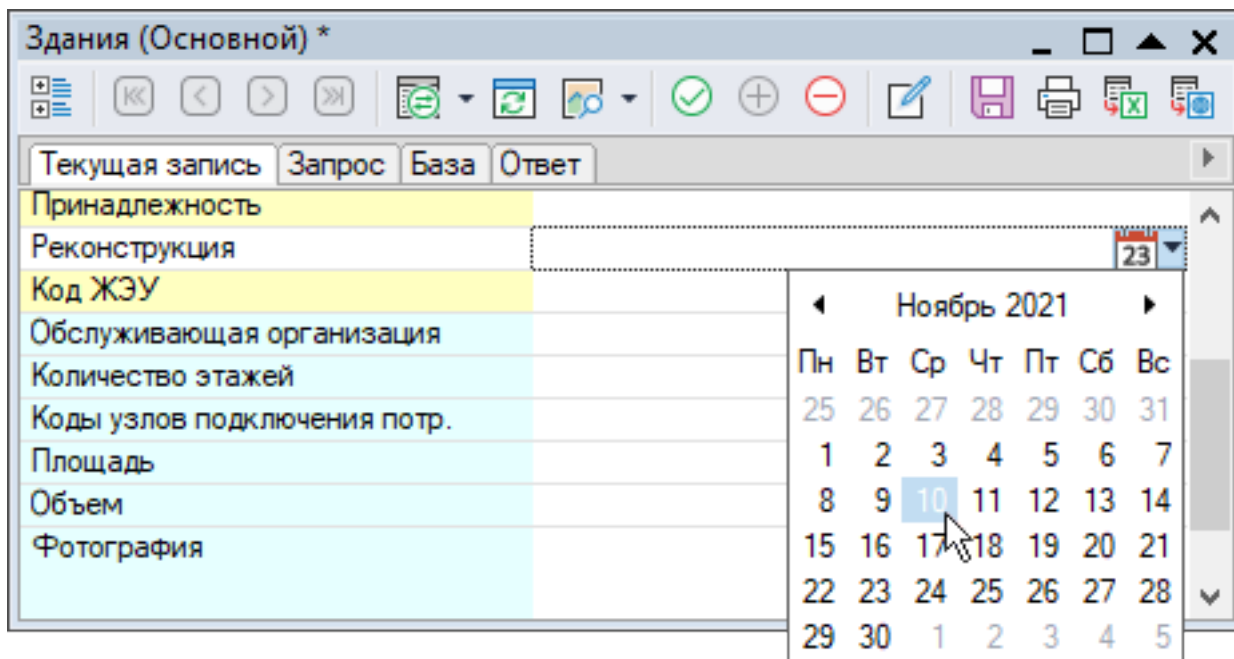 Здания (Основной) *
Текущая запись Запрос База Ответ
Принадлежность
Реконструкция 23
Код ЖЭУ
Обслуживающая организация
Количество этажей
Коды узлов подключения потр.
Площадь
Объем
Фотография
Ноябрь 2021
Пн Вт Ср Чт Пт Сб Вс
25 26 27 28 29 30 31
1 2 3 4 5 6 7
8 9 10 11 12 13 14
15 16 17 18 19 20 21
22 23 24 25 26 27 28
29 30 1 2 3 4 5